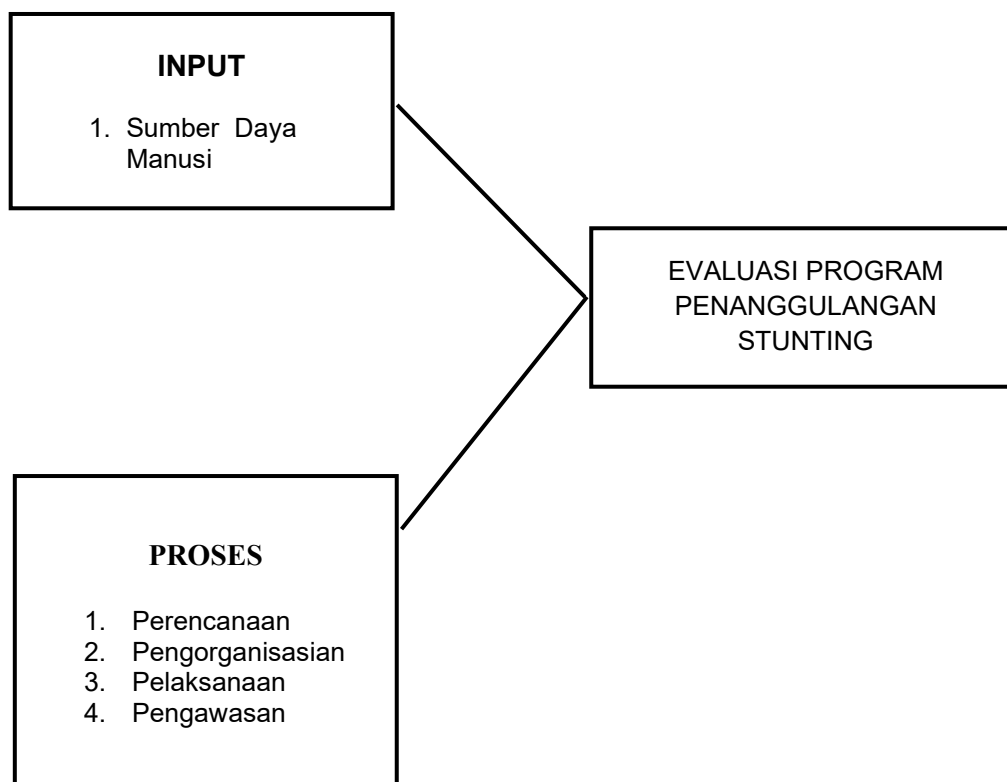 INPUT
1. Sumber Daya
Manusi
EVALUASI PROGRAM
PENANGGULANGAN
STUNTING
PROSES
1. Perencanaan
2. Pengorganisasian
3. Pelaksanaan
4. Pengawasan